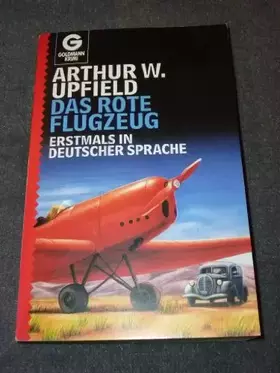 G
GOLDMANN
KRIMI
ARTHUR W.
UPFIELD
DAS ROTE
FLUGZEUG
ERSTMALS IN
DEUTSCHER SPRACHE